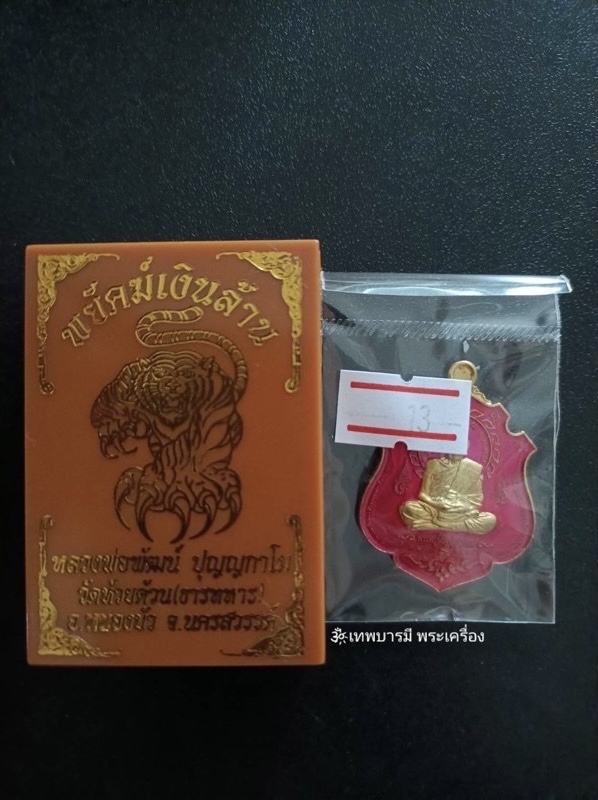 พยัคฆ์เงินล้าน
13
หลวงพ่อพัฒน์ ปุญญกาโม
วัดห้วยด้วน(ธารทหาร)
อ.หนองบัว จ.นครสวรรค์
ॐเทพบารมี พระเครื่อง